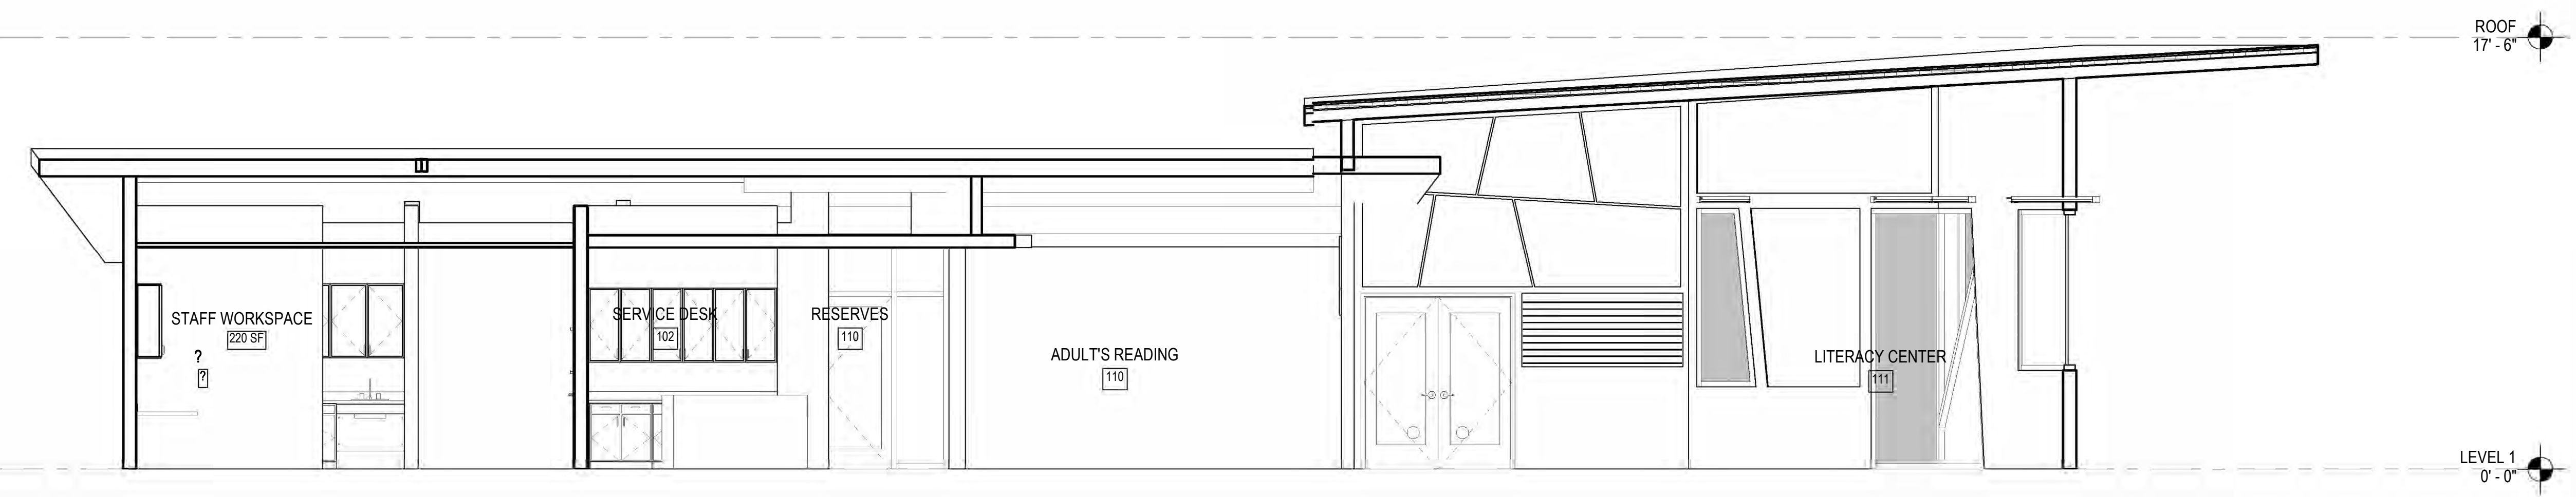 ROOF
17' - 6"
STAFF WORKSPACE
220 SF
?
?
SERVICE DESK
102
RESERVES
110
ADULT'S READING
110
LITERACY CENTER
111
LEVEL 1
0' - 0"